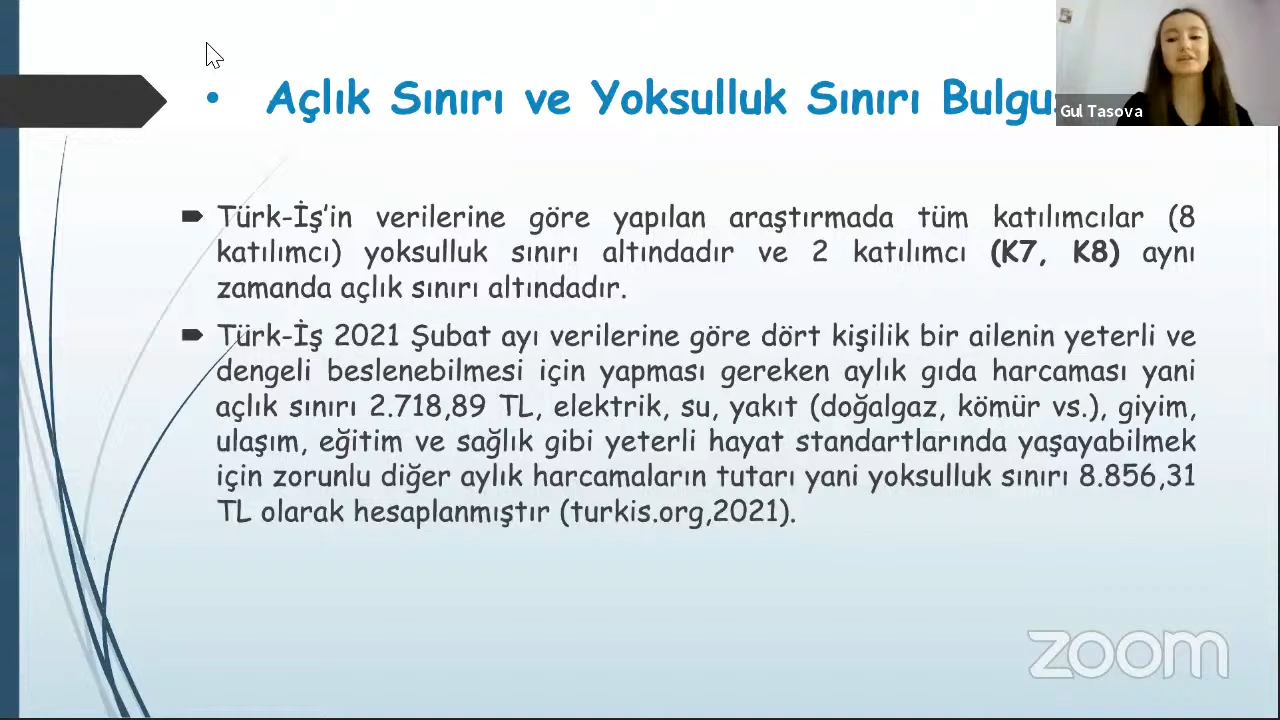 • Açlık Sınırı ve Yoksulluk Sınırı
Gul Tasova
Türk-İş’in verilerine göre yapılan araştırmada tüm katılımcılar (8
katılımcı) yoksulluk sınırı altındadır ve 2 katılımcı (K7, K8) aynı
zamanda açlık sınırı altındadır.
Türk-İş 2021 Şubat ayı verilerine göre dört kişilik bir ailenin yeterli ve
dengeli beslenebilmesi için yapması gereken aylık gıda harcaması yani
açlık sınırı 2.718,89 TL, elektrik, su, yakıt (doğalgaz, kömür vs.), giyim,
ulaşım, eğitim ve sağlık gibi yeterli hayat standartlarında yaşayabilmek
için zorunlu diğer aylık harcamaların tutarı yani yoksulluk sınırı 8.856,31
TL olarak hesaplanmıştır (turkis.org,2021).
zoom